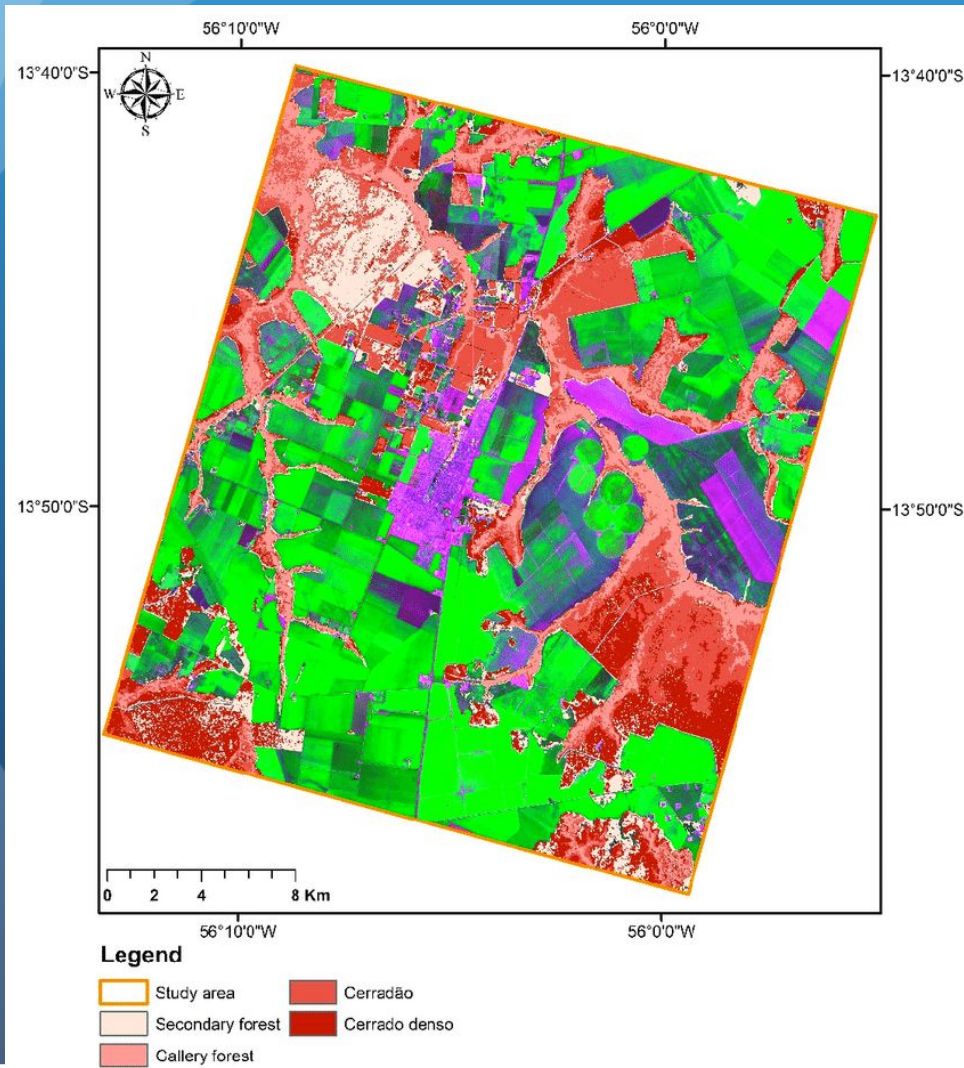 56°10'0"W 56°0'0"W
13°40'0"S 13°40'0"S
N
W E
S
13°50'0"S 13°50'0"S
0 2 4 8 Km
56°10'0"W 56°0'0"W
Legend
Study area Cerradão
Secondary forest Cerrado denso
Callery forest